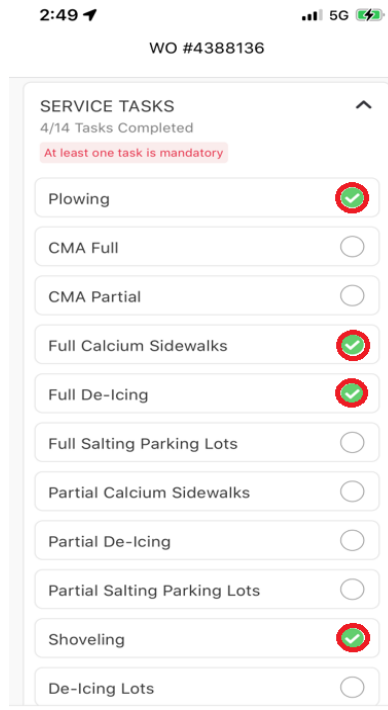 2:49 5G
WO #4388136
SERVICE TASKS
4/14 Tasks Completed
At least one task is mandatory
Plowing
CMA Full
CMA Partial
Full Calcium Sidewalks
Full De-Icing
Full Salting Parking Lots
Partial Calcium Sidewalks
Partial De-Icing
Partial Salting Parking Lots
Shoveling
De-Icing Lots